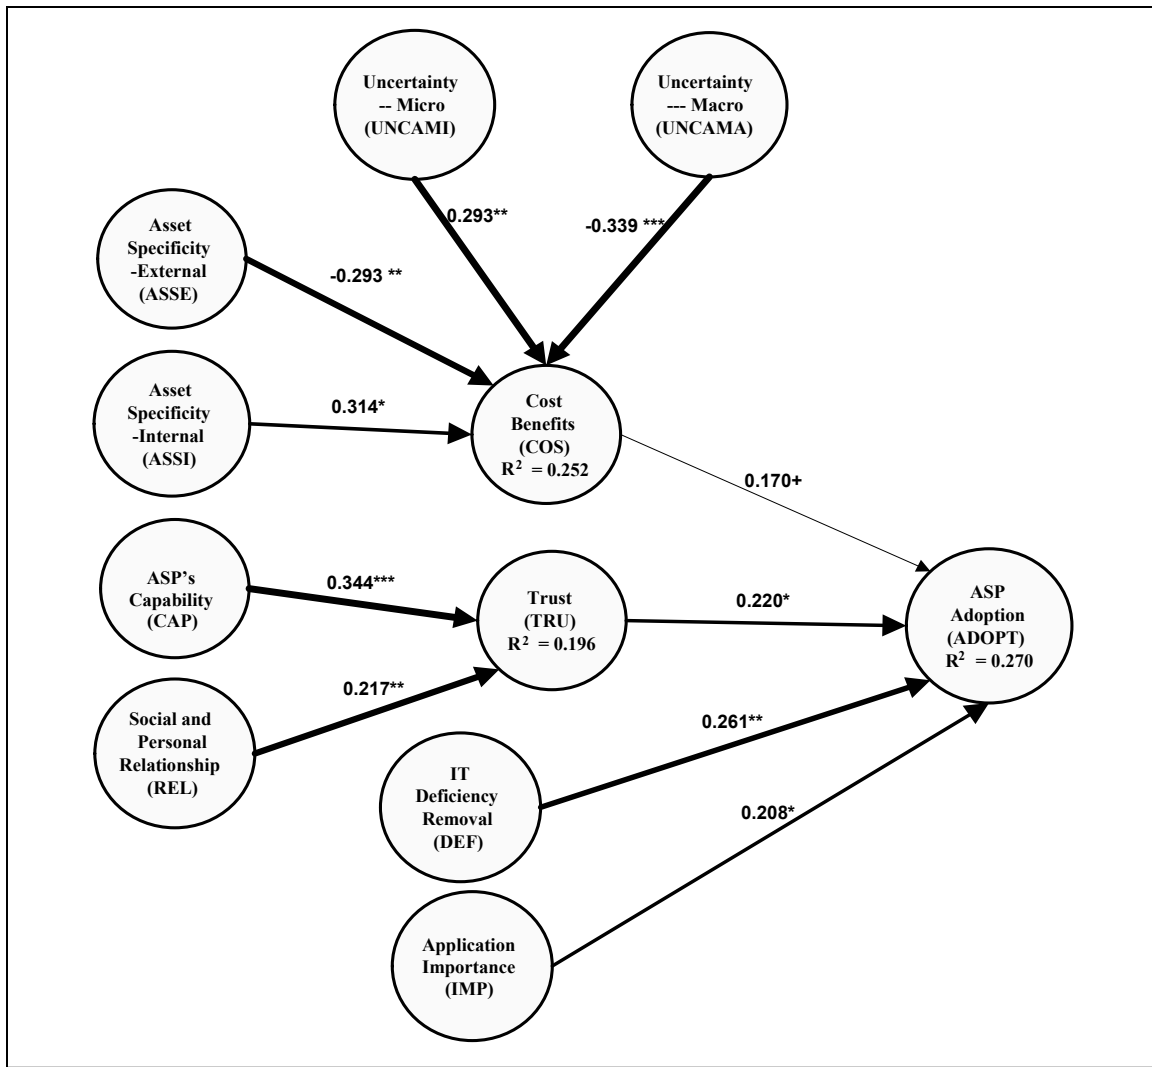 Uncertainty
-- Micro
(UNCAMI)
Uncertainty
--- Macro
(UNCAMA)
0.293**
-0.339 ***
Asset
Specificity
-External
(ASSE)
-0.293 **
Asset
Specificity
-Internal
(ASSI)
0.314*
Cost
Benefits
(COS)
R² = 0.252
0.170+
ASP's
Capability
(CAP)
0.344***
Trust
(TRU)
R² = 0.196
0.220*
ASP
Adoption
(ADOPT)
R² = 0.270
Social and
Personal
Relationship
(REL)
0.217**
IT
Deficiency
Removal
(DEF)
0.261**
0.208*
Application
Importance
(IMP)